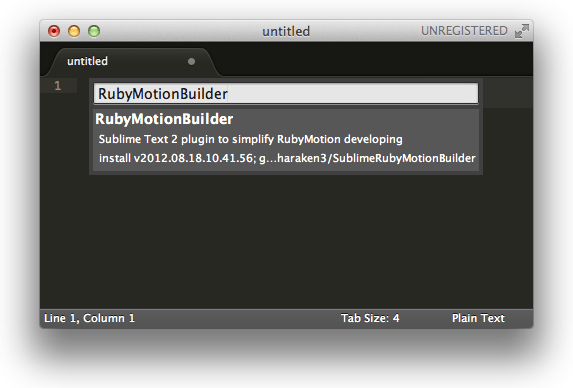 untitled
UNREGISTERED
untitled
1
RubyMotionBuilder
RubyMotionBuilder
Sublime Text 2 plugin to simplify RubyMotion developing
install v2012.08.18.10.41.56; g...haraken3/SublimeRubyMotionBuilder
Line 1, Column 1
Tab Size: 4
Plain Text